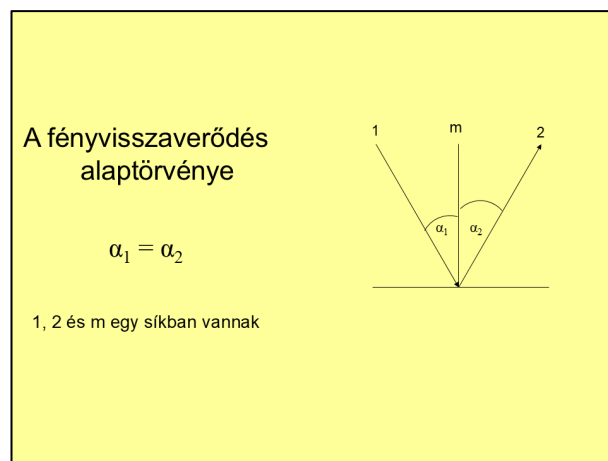 A fényvisszaverődés
alaptörvénye
α₁ = α₂
1, 2 és m egy síkban vannak
1
m
2
α₁
α₂